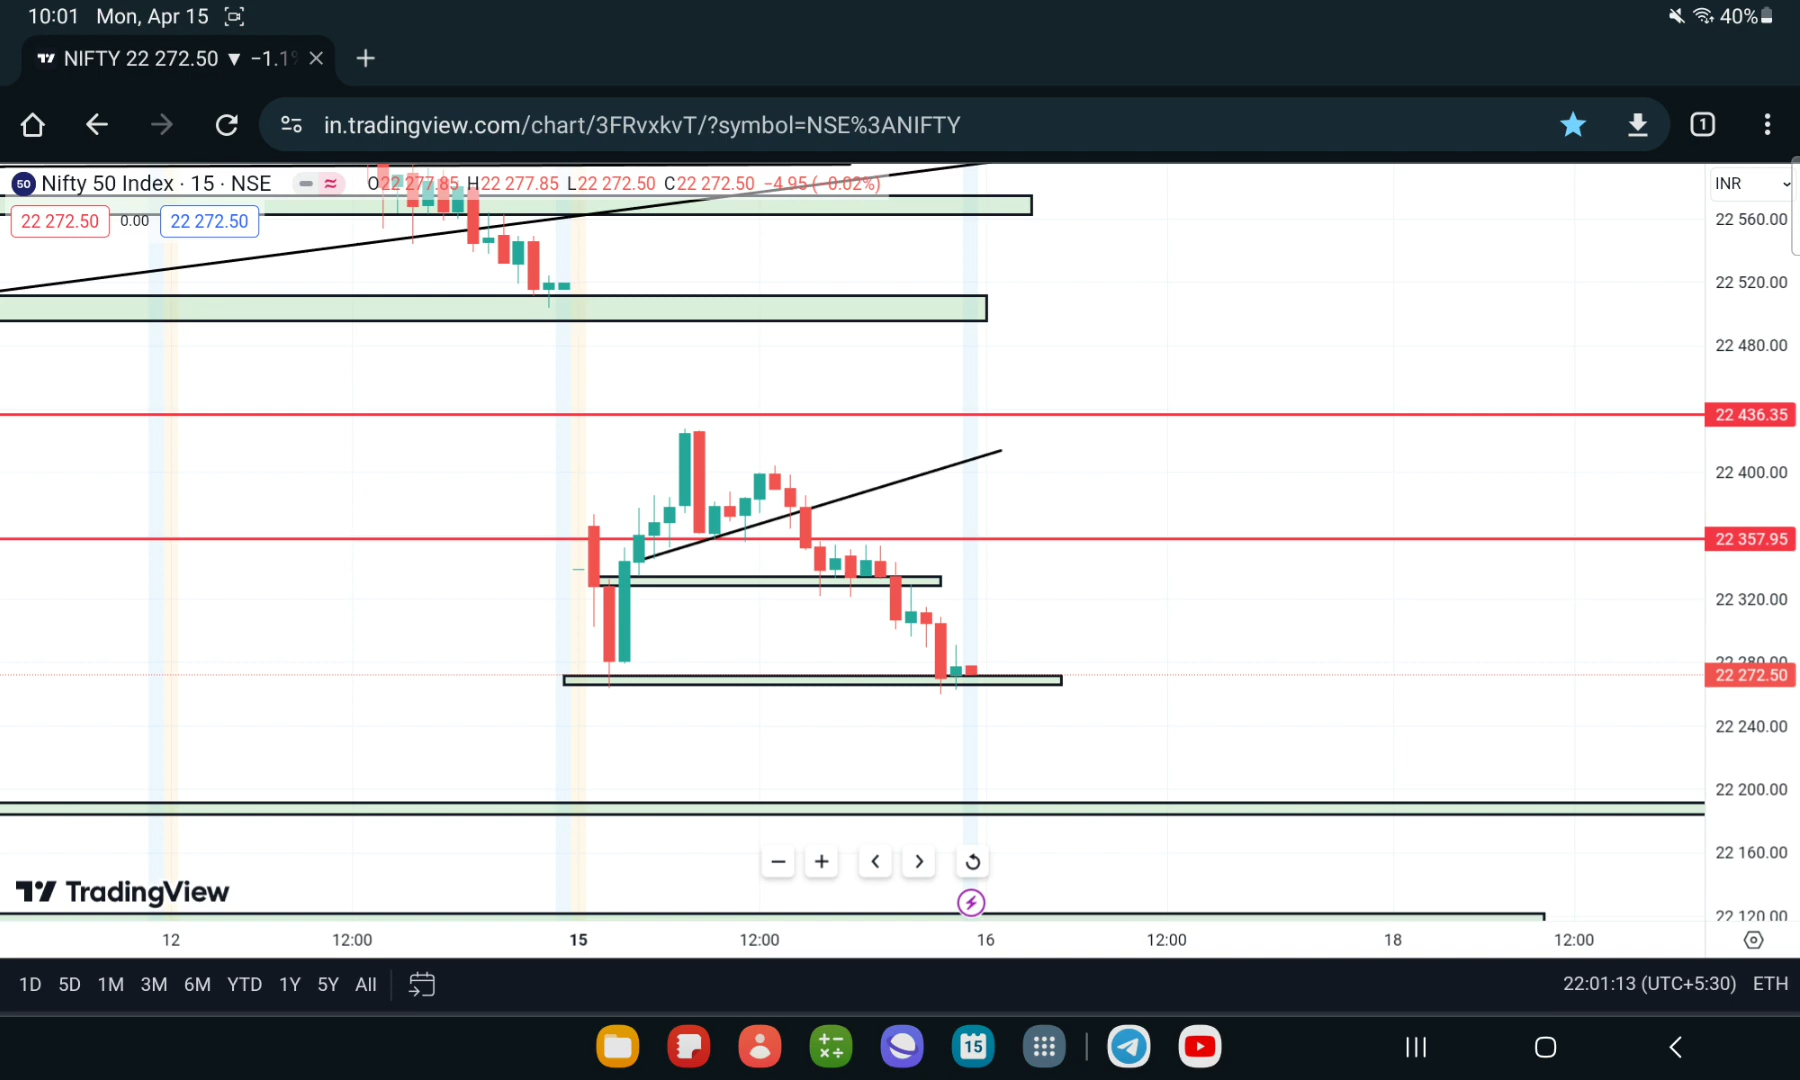 10:01 Mon, Apr 15
40%
NIFTY 22 272.50 ▼ −1.1%
in.tradingview.com/chart/3FRvxkvT/?symbol=NSE%3ANIFTY
1
50 Nifty 50 Index · 15 · NSE
O22 277.85 H22 277.85 L22 272.50 C22 272.50 −4.95 (−0.02%)
INR
22 272.50 0.00 22 272.50
22 560.00
22 520.00
22 480.00
22 436.35
22 400.00
22 357.95
22 320.00
22 280.00
22 272.50
22 240.00
22 200.00
22 160.00
TradingView
22 120.00
12 12:00 15 12:00 16 12:00 18 12:00
1D 5D 1M 3M 6M YTD 1Y 5Y All
22:01:13 (UTC+5:30) ETH
15